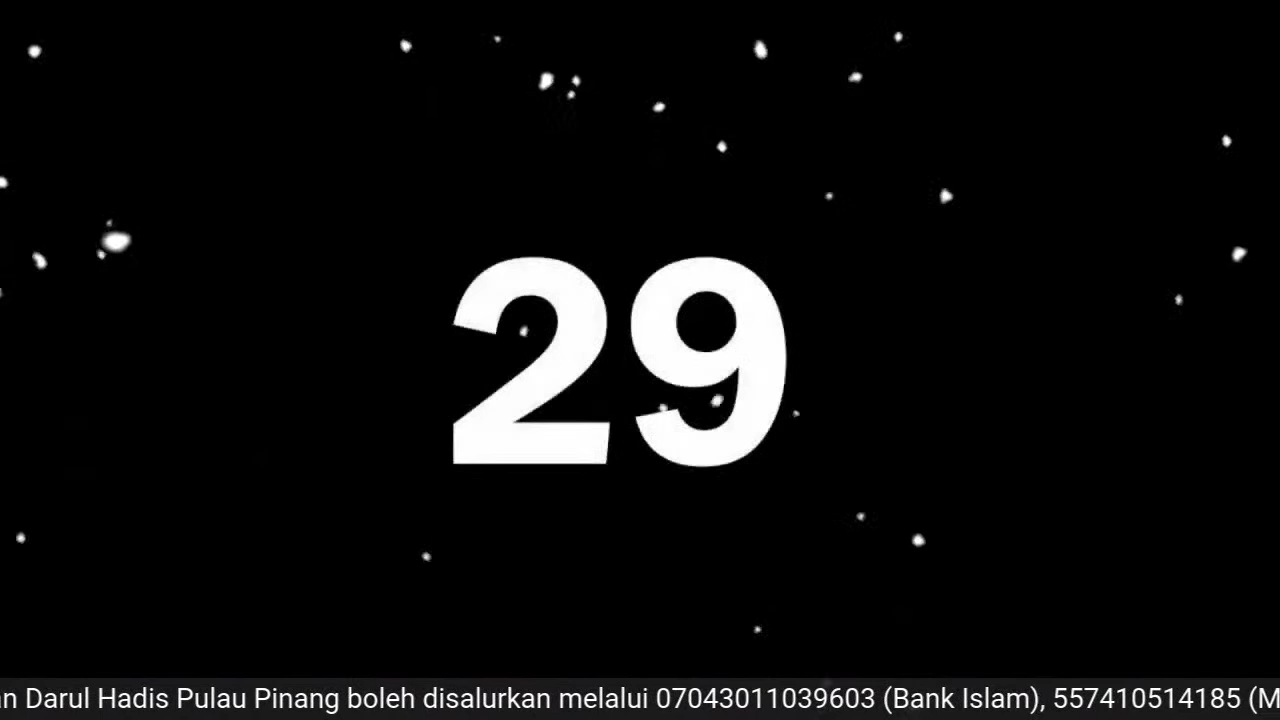 29
Darul Hadis Pulau Pinang boleh disalurkan melalui 07043011039603 (Bank Islam), 557410514185 (M